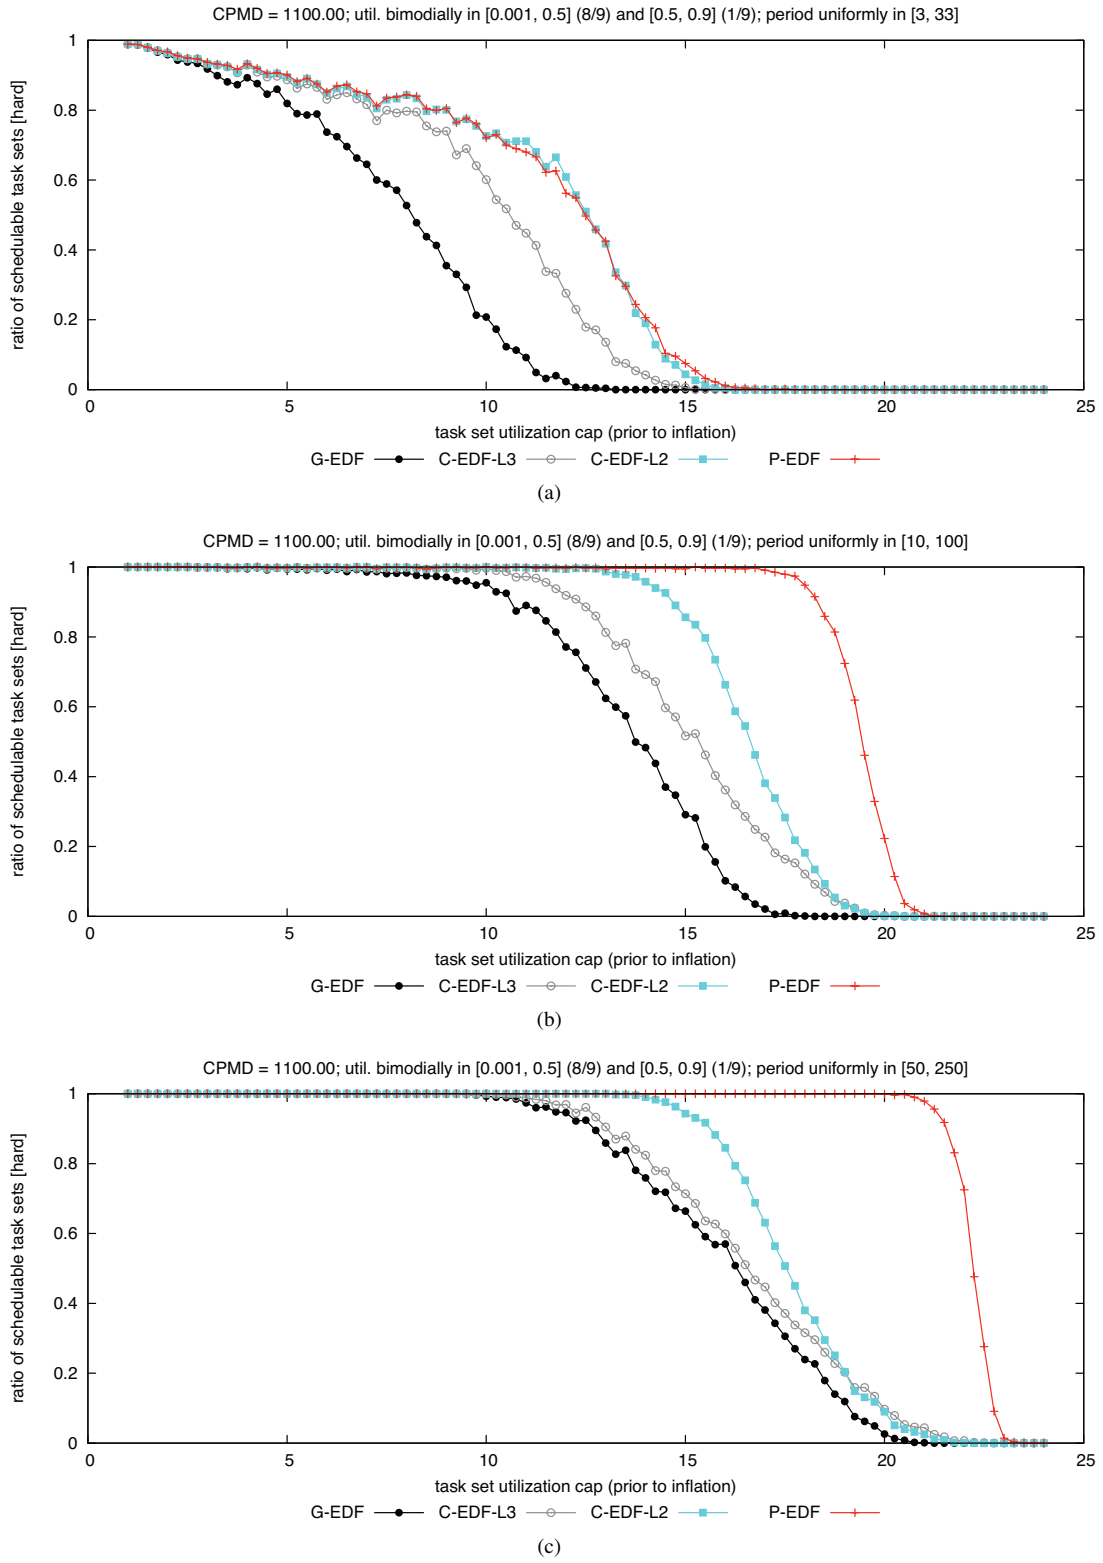 CPMD = 1100.00; util. bimodially in [0.001, 0.5] (8/9) and [0.5, 0.9] (1/9); period uniformly in [3, 33]
1
0.8
0.6
0.4
0.2
0
ratio of schedulable task sets [hard]
0 5 10 15 20 25
task set utilization cap (prior to inflation)
G-EDF C-EDF-L3 C-EDF-L2 P-EDF
(a)
CPMD = 1100.00; util. bimodially in [0.001, 0.5] (8/9) and [0.5, 0.9] (1/9); period uniformly in [10, 100]
1
0.8
0.6
0.4
0.2
0
ratio of schedulable task sets [hard]
0 5 10 15 20 25
task set utilization cap (prior to inflation)
G-EDF C-EDF-L3 C-EDF-L2 P-EDF
(b)
CPMD = 1100.00; util. bimodially in [0.001, 0.5] (8/9) and [0.5, 0.9] (1/9); period uniformly in [50, 250]
1
0.8
0.6
0.4
0.2
0
ratio of schedulable task sets [hard]
0 5 10 15 20 25
task set utilization cap (prior to inflation)
G-EDF C-EDF-L3 C-EDF-L2 P-EDF
(c)